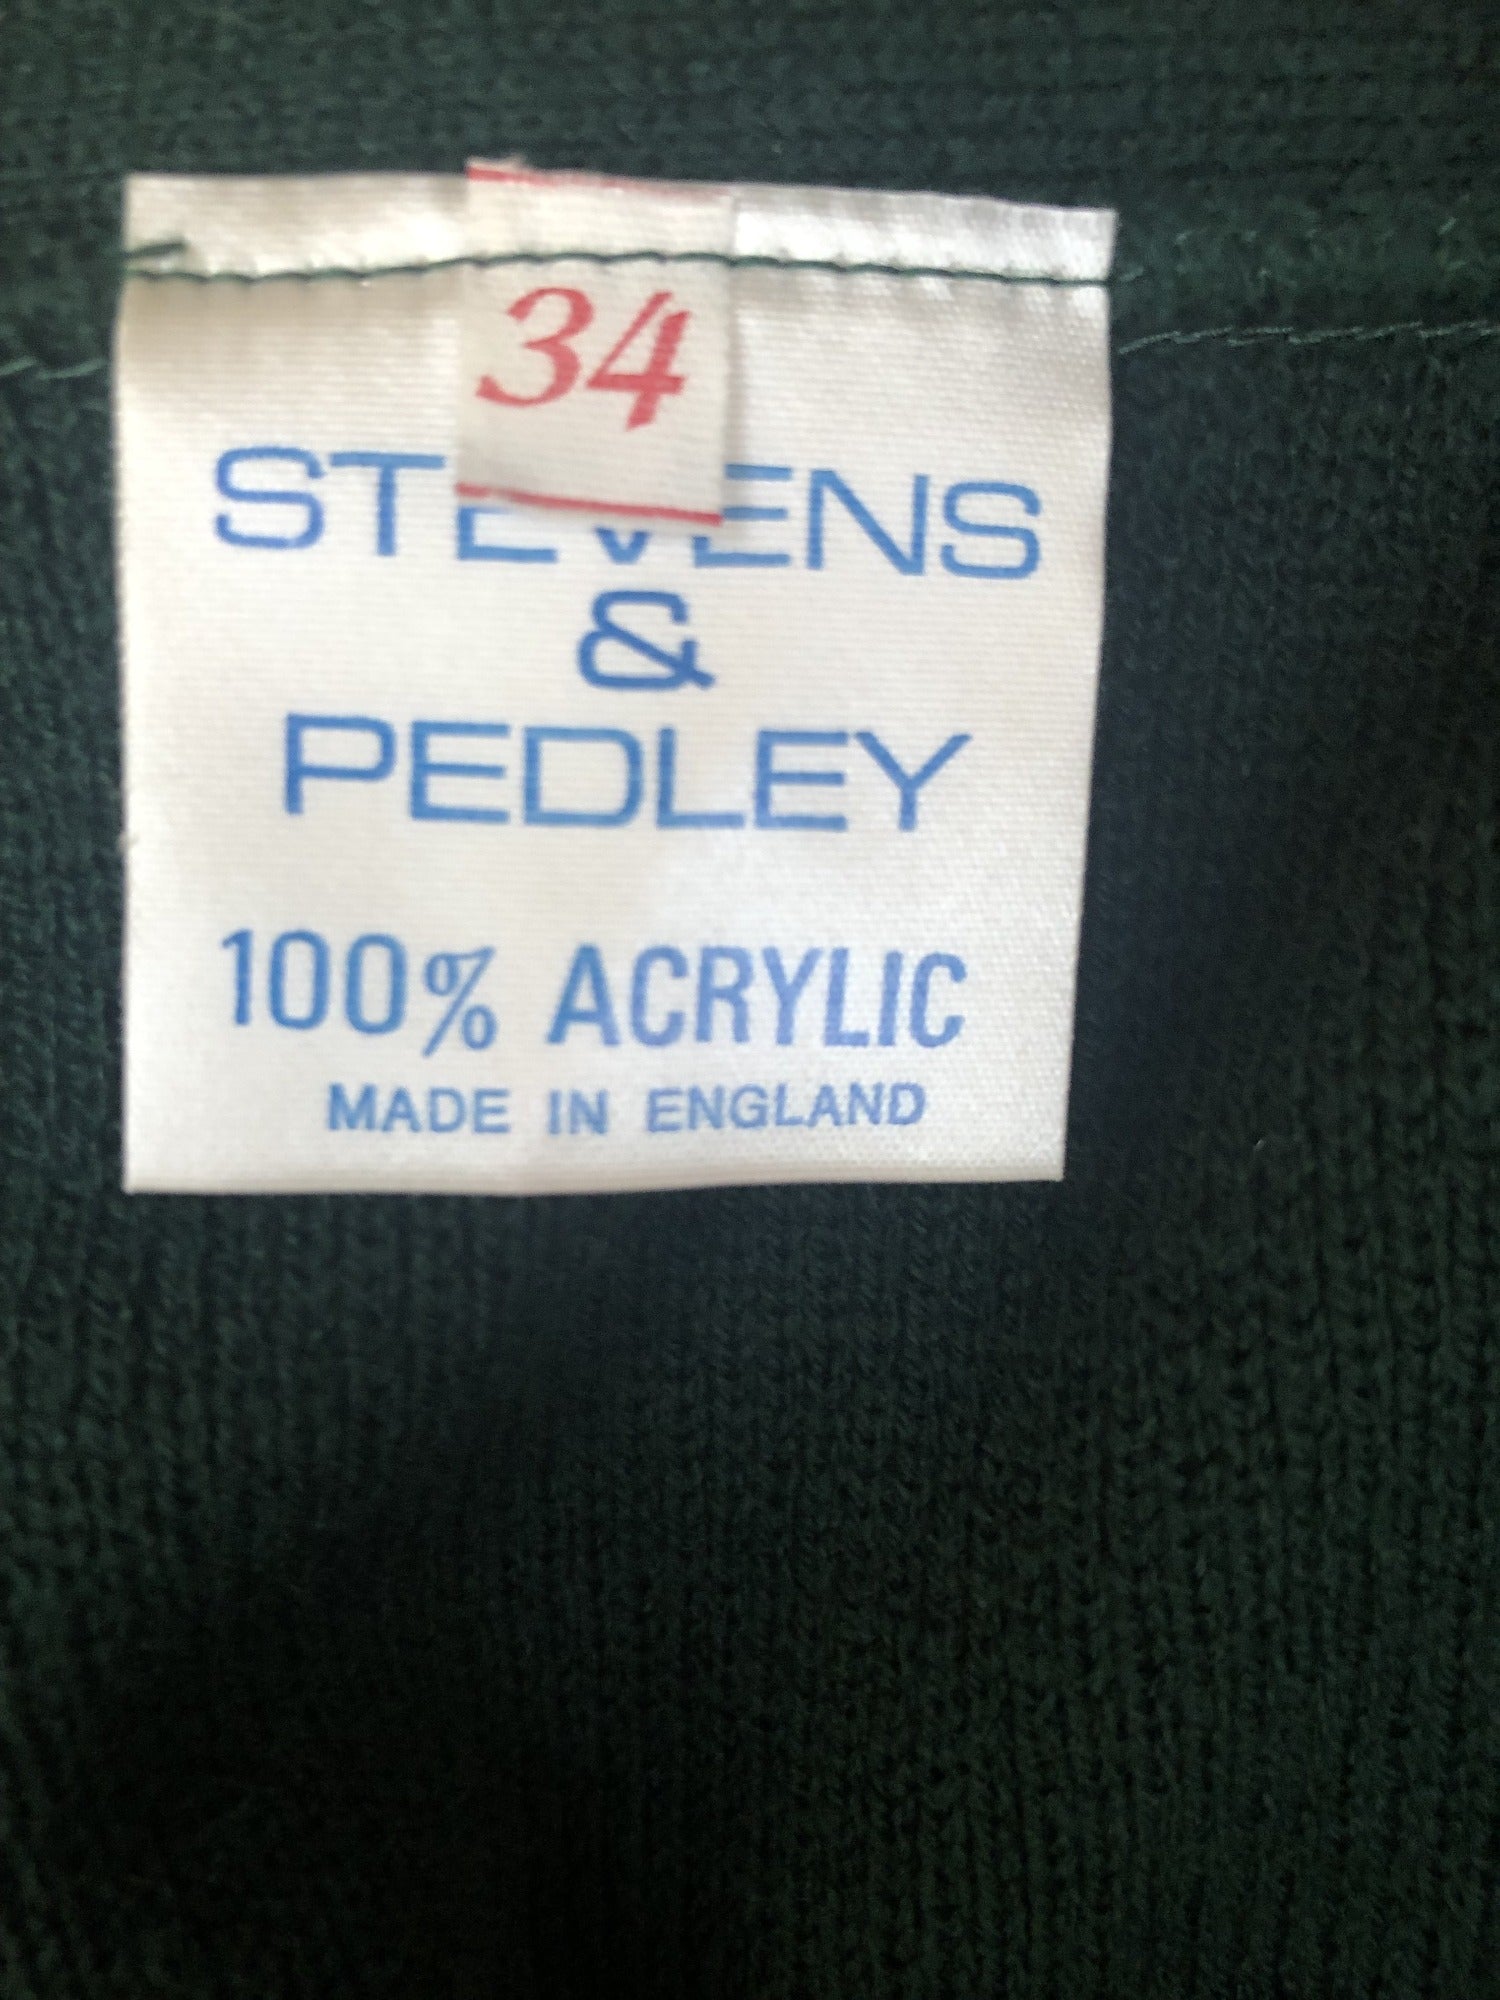 34
STEVENS
&
PEDLEY
100% ACRYLIC
MADE IN ENGLAND